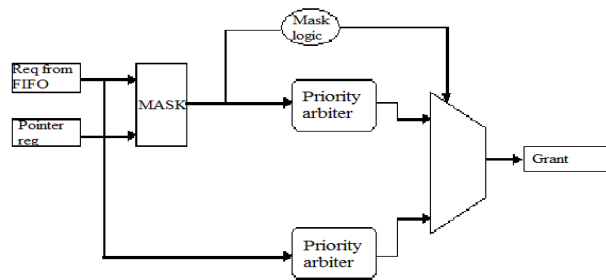 Mask
logic
Req from
FIFO
MASK
Priority
arbiter
Pointer
reg
Grant
Priority
arbiter